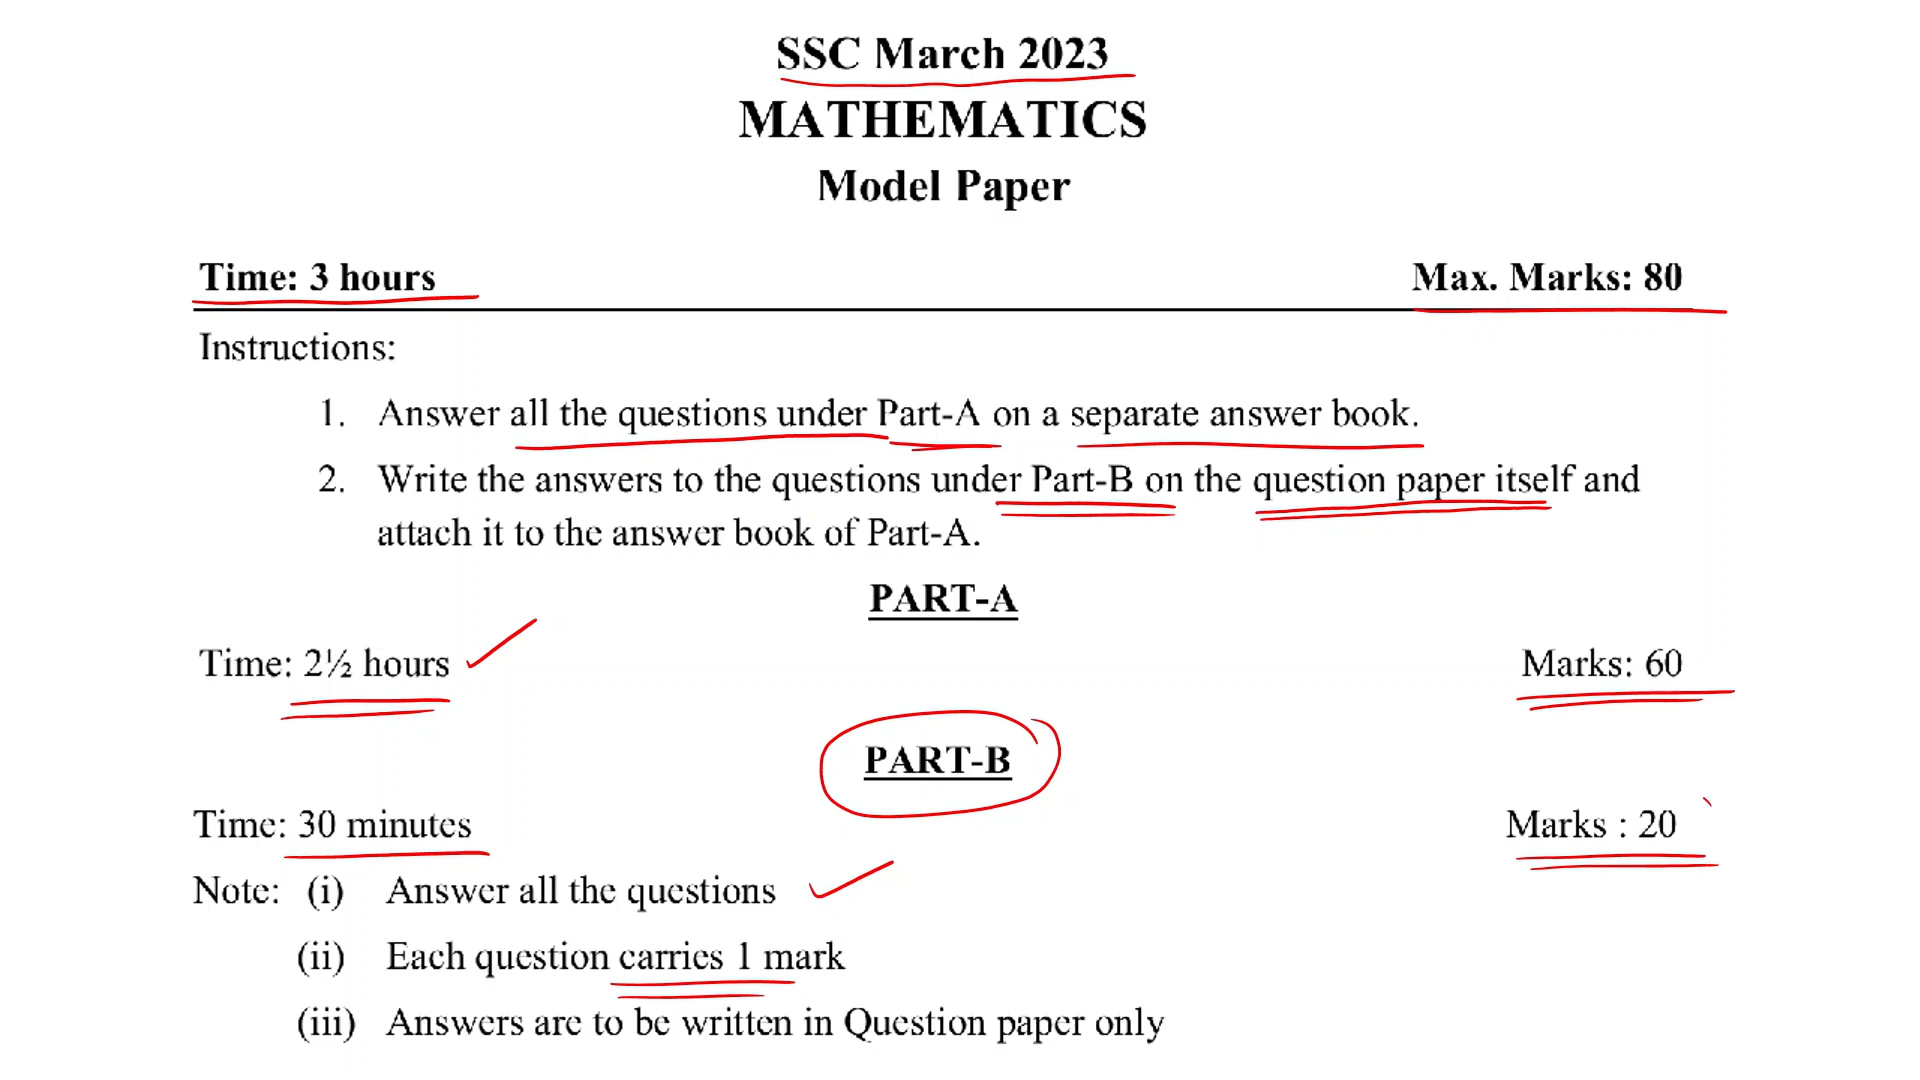 SSC March 2023
MATHEMATICS
Model Paper
Time: 3 hours Max. Marks: 80
Instructions:
1. Answer all the questions under Part-A on a separate answer book.
2. Write the answers to the questions under Part-B on the question paper itself and
attach it to the answer book of Part-A.
PART-A
Time: 2½ hours Marks: 60
PART-B
Time: 30 minutes Marks : 20
Note: (i) Answer all the questions
(ii) Each question carries 1 mark
(iii) Answers are to be written in Question paper only